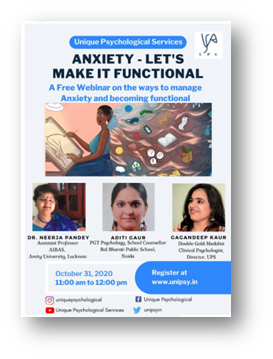 Unique Psychological Services
UPS
ANXIETY - LET'S
MAKE IT FUNCTIONAL
A Free Webinar on the ways to manage
Anxiety and becoming functional
DR. NEERJA PANDEY
Assistant Professor
AIBAS,
Amity University, Lucknow
ADITI GAUR
PGT Psychology, School Counsellor
Bal Bharati Public School,
Noida
GAGANDEEP KAUR
Double Gold Medalist
Clinical Psychologist,
Director, UPS
October 31, 2020
11:00 am to 12:00 pm
Register at
www.unipsy.in
uniquepsychological
Unique Psychological
Unique Psychological Services
unipsyin